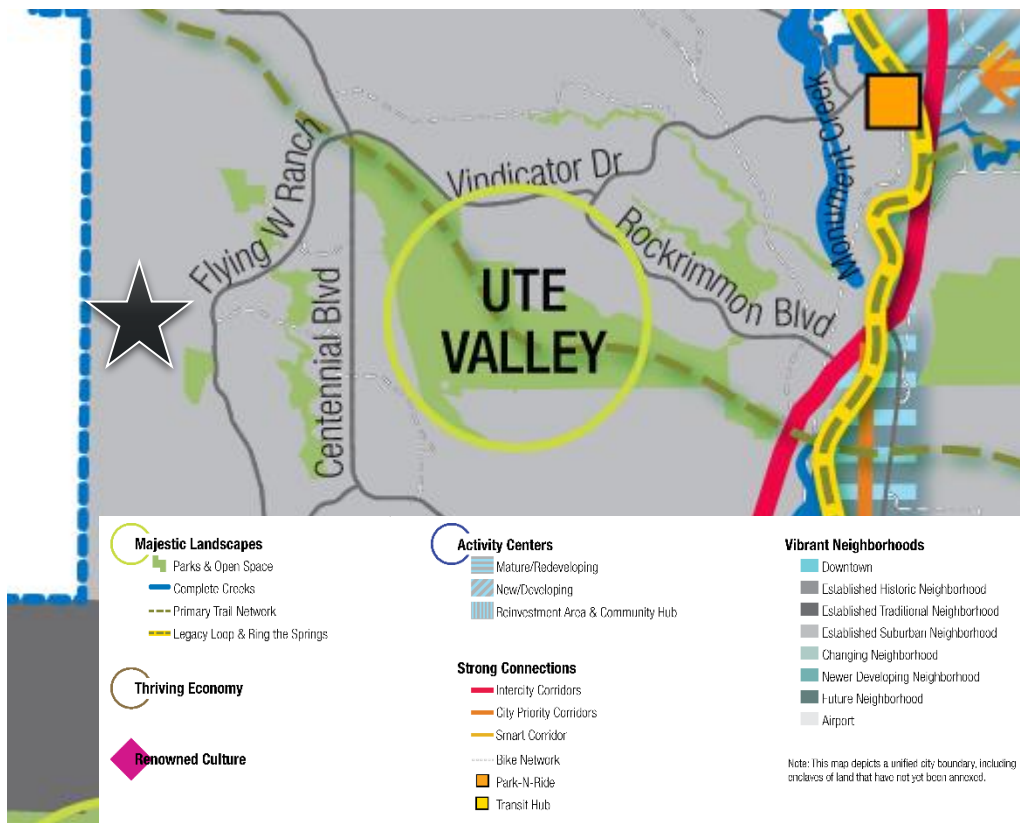 Flying W Ranch
Centennial Blvd
Vindicator Dr
Rockrimmon Blvd
Monument Creek
UTE
VALLEY
Majestic Landscapes
Parks & Open Space
Complete Creeks
Primary Trail Network
Legacy Loop & Ring the Springs
Thriving Economy
Renowned Culture
Activity Centers
Mature/Redeveloping
New/Developing
Reinvestment Area & Community Hub
Strong Connections
Intercity Corridors
City Priority Corridors
Smart Corridor
Bike Network
Park-N-Ride
Transit Hub
Vibrant Neighborhoods
Downtown
Established Historic Neighborhood
Established Traditional Neighborhood
Established Suburban Neighborhood
Changing Neighborhood
Newer Developing Neighborhood
Future Neighborhood
Airport
Note: This map depicts a unified city boundary, including
enclaves of land that have not yet been annexed.